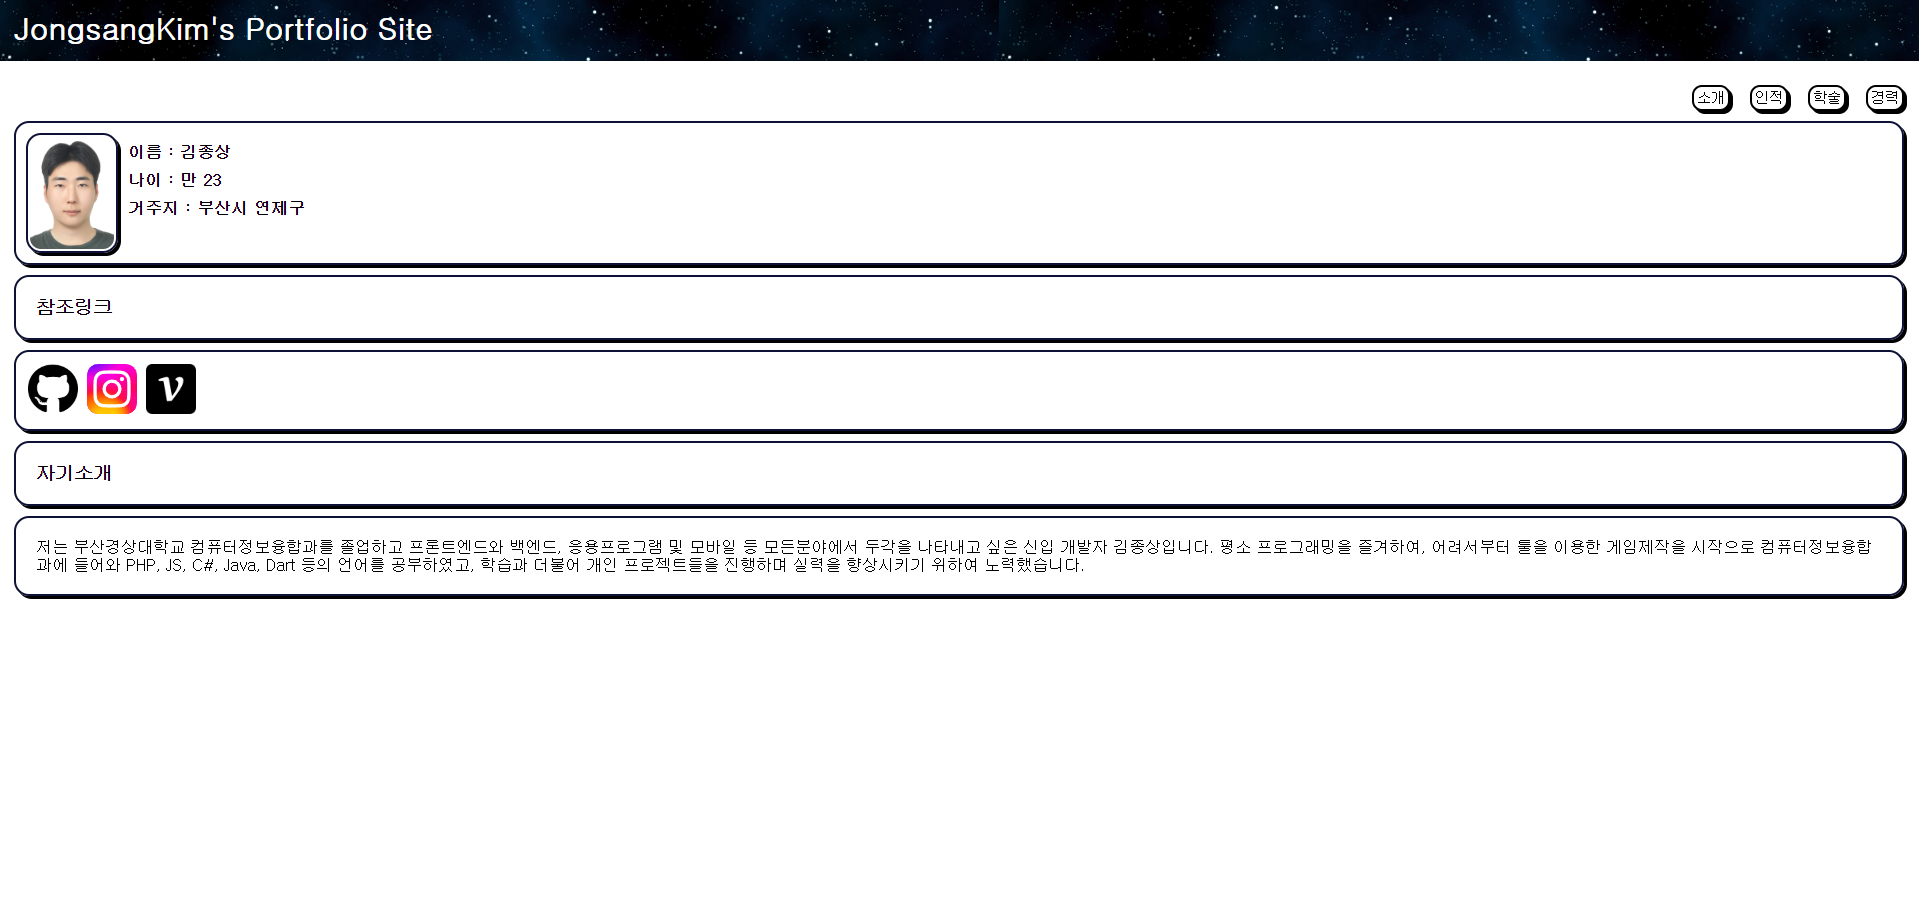 JongsangKim's Portfolio Site
소개 인적 학술 경력
이름 : 김종상
나이 : 만 23
거주지 : 부산시 연제구
참조링크
v
자기소개
저는 부산경상대학교 컴퓨터정보융합과를 졸업하고 프론트엔드와 백엔드, 응용프로그램 및 모바일 등 모든분야에서 두각을 나타내고 싶은 신입 개발자 김종상입니다. 평소 프로그래밍을 즐겨하여, 어려서부터 툴을 이용한 게임제작을 시작으로 컴퓨터정보융합
과에 들어와 PHP, JS, C#, Java, Dart 등의 언어를 공부하였고, 학습과 더불어 개인 프로젝트들을 진행하며 실력을 향상시키기 위하여 노력했습니다.